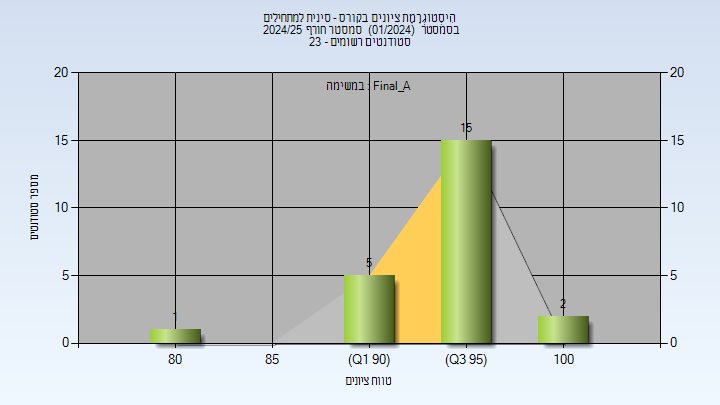 היסטוגרמת ציונים בקורס - סינית למתחילים
בסמסטר (01/2024) סמסטר חורף 2024/25
סטודנטים רשומים - 23
במשימה : Final_A
מספר סטודנטים
20
15
10
5
0
20
15
10
5
0
1
5
15
2
80
85
(Q1 90)
(Q3 95)
100
טווח ציונים